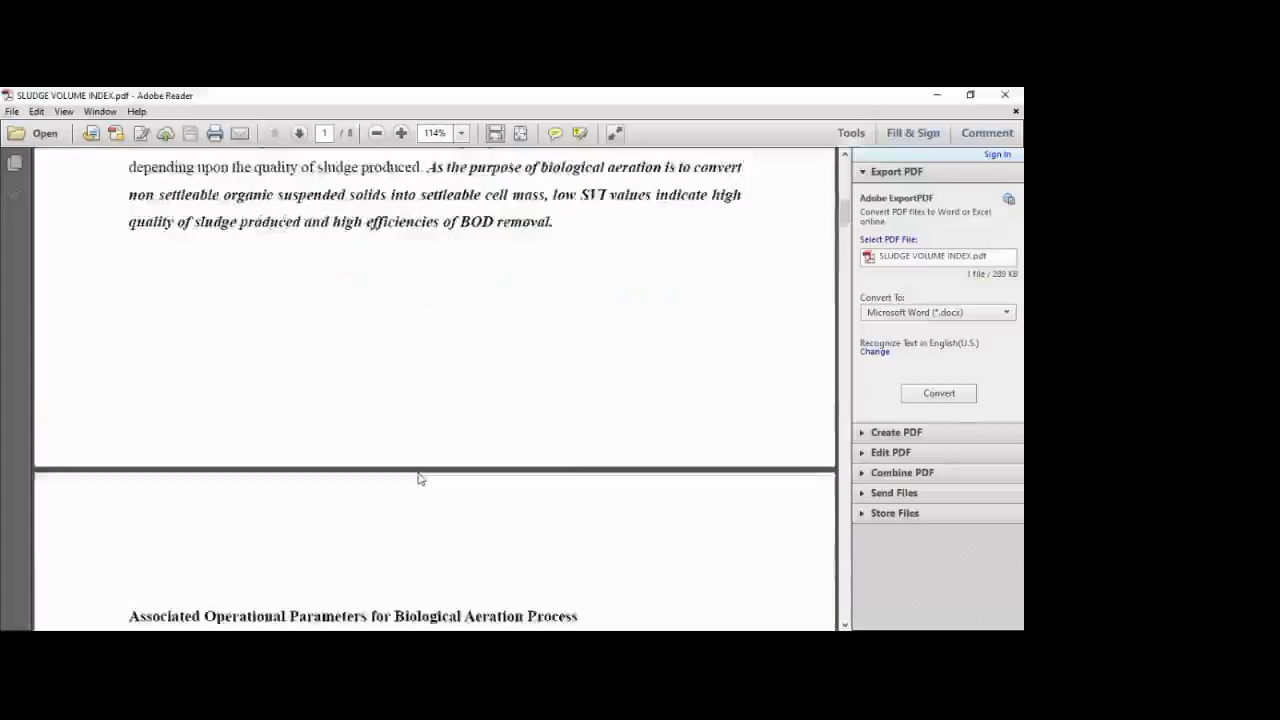 SLUDGE VOLUME INDEX.pdf - Adobe Reader
File Edit View Window Help
Open
1 / 8
114%
Tools
Fill & Sign
Comment
depending upon the quality of sludge produced. As the purpose of biological aeration is to convert
non settleable organic suspended solids into settleable cell mass, low SVI values indicate high
quality of sludge produced and high efficiencies of BOD removal.
Associated Operational Parameters for Biological Aeration Process
Sign In
Export PDF
Adobe ExportPDF
Convert PDF files to Word or Excel
online.
Select PDF File:
SLUDGE VOLUME INDEX.pdf
1 file / 289 KB
Convert To:
Microsoft Word (*.docx)
Recognize Text in English(U.S.)
Change
Convert
Create PDF
Edit PDF
Combine PDF
Send Files
Store Files